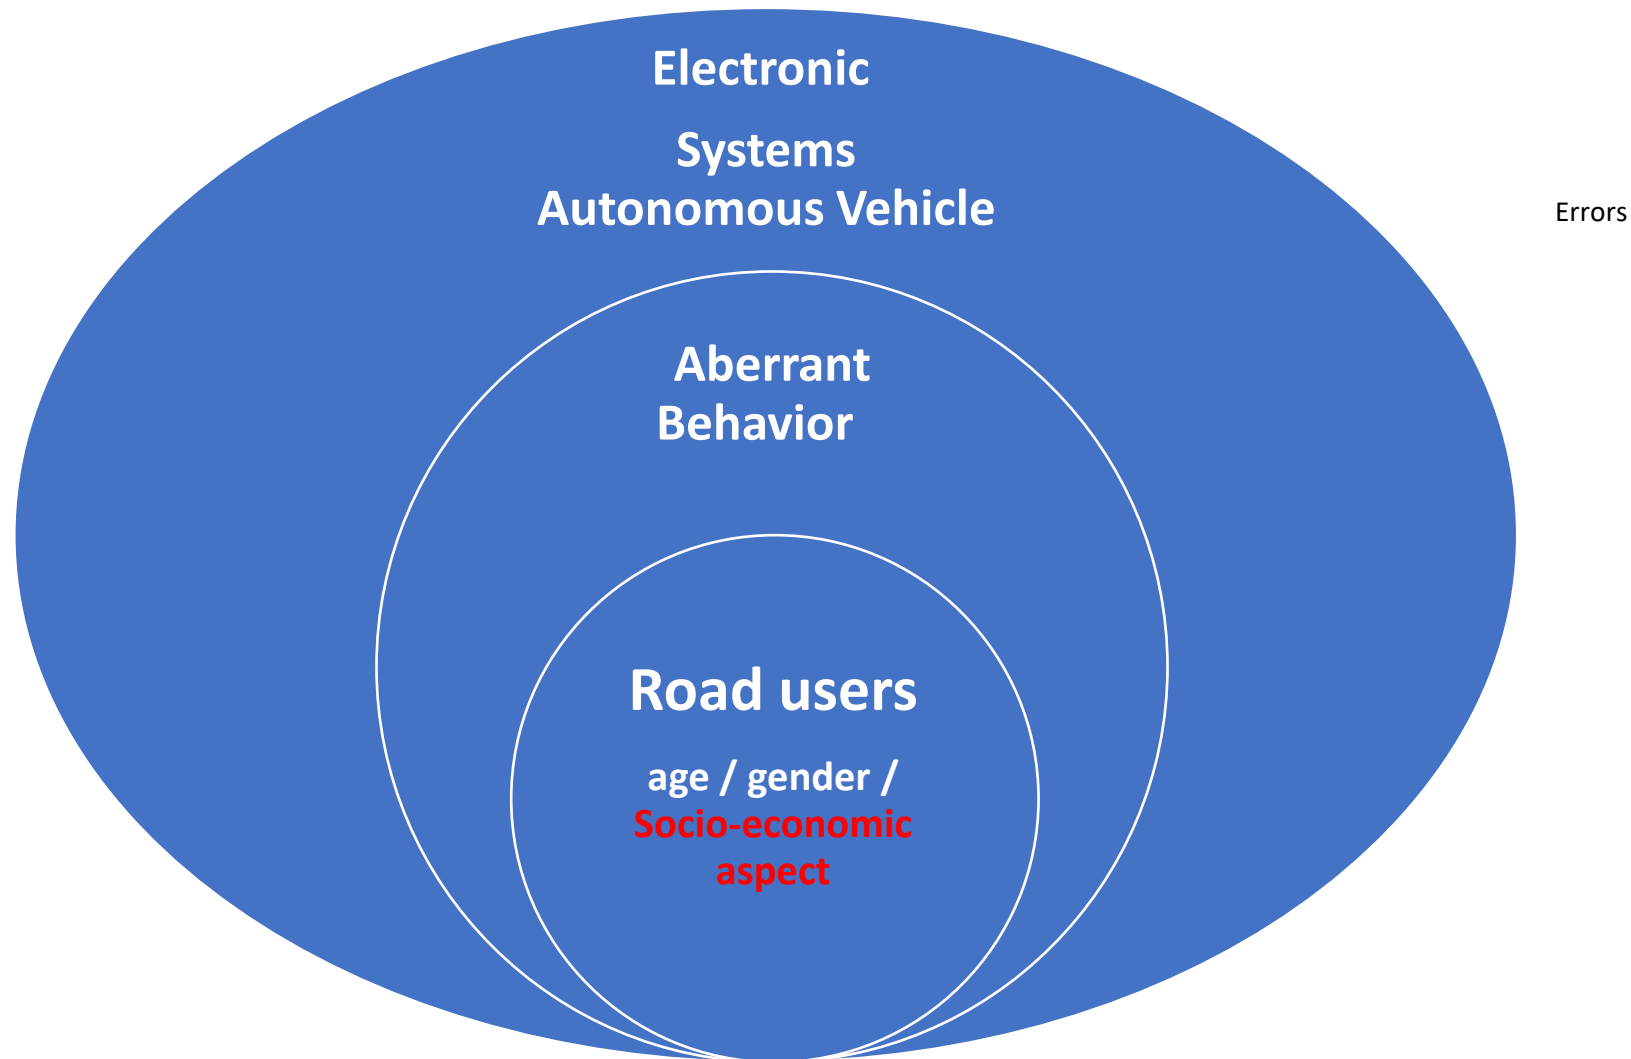 Electronic
Systems
Autonomous Vehicle
Errors
Aberrant
Behavior
Road users
age / gender /
Socio-economic
aspect